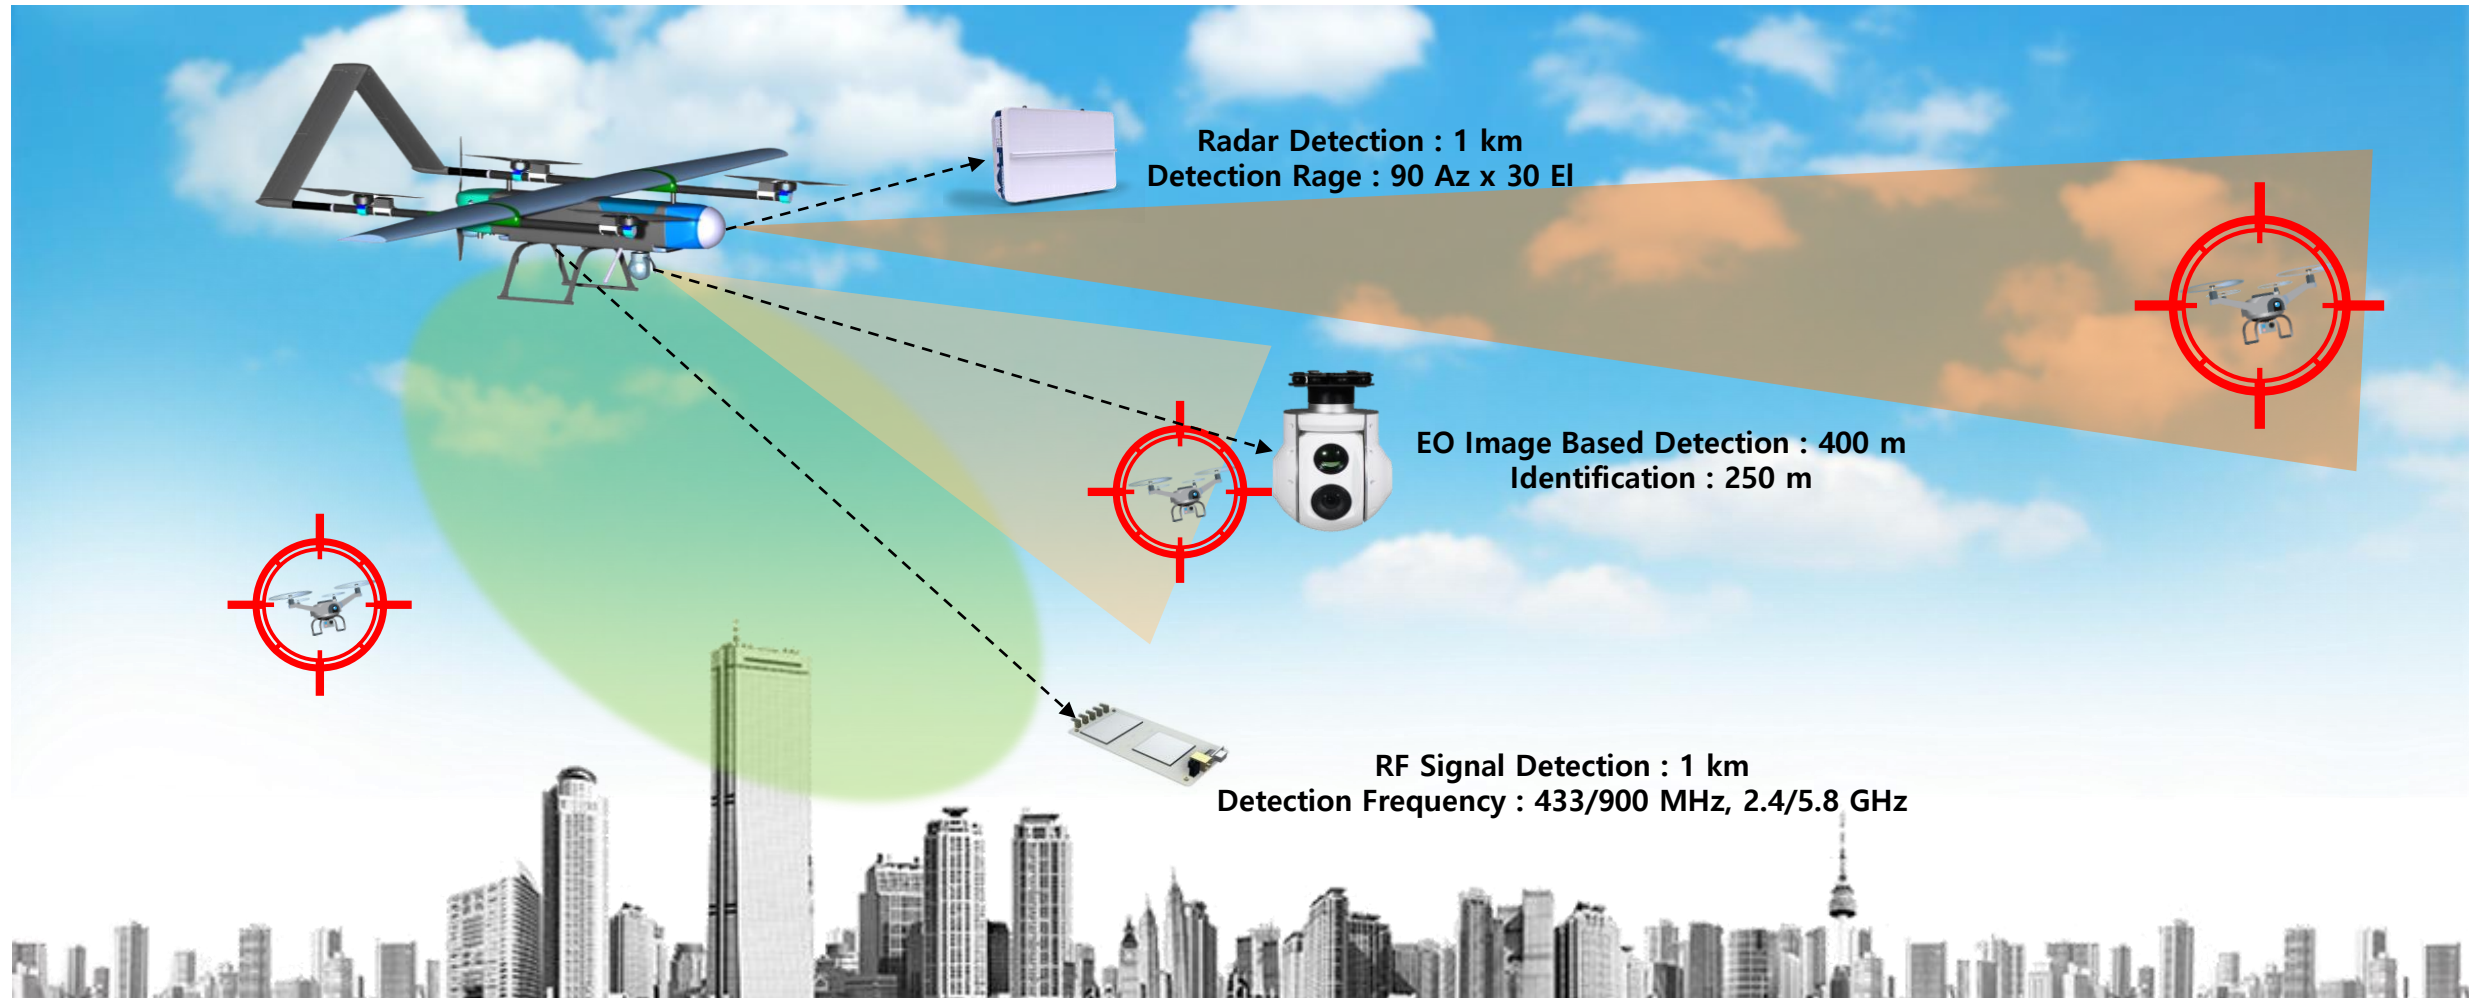 Radar Detection : 1 km
Detection Rage : 90 Az x 30 El
EO Image Based Detection : 400 m
Identification : 250 m
RF Signal Detection : 1 km
Detection Frequency : 433/900 MHz, 2.4/5.8 GHz